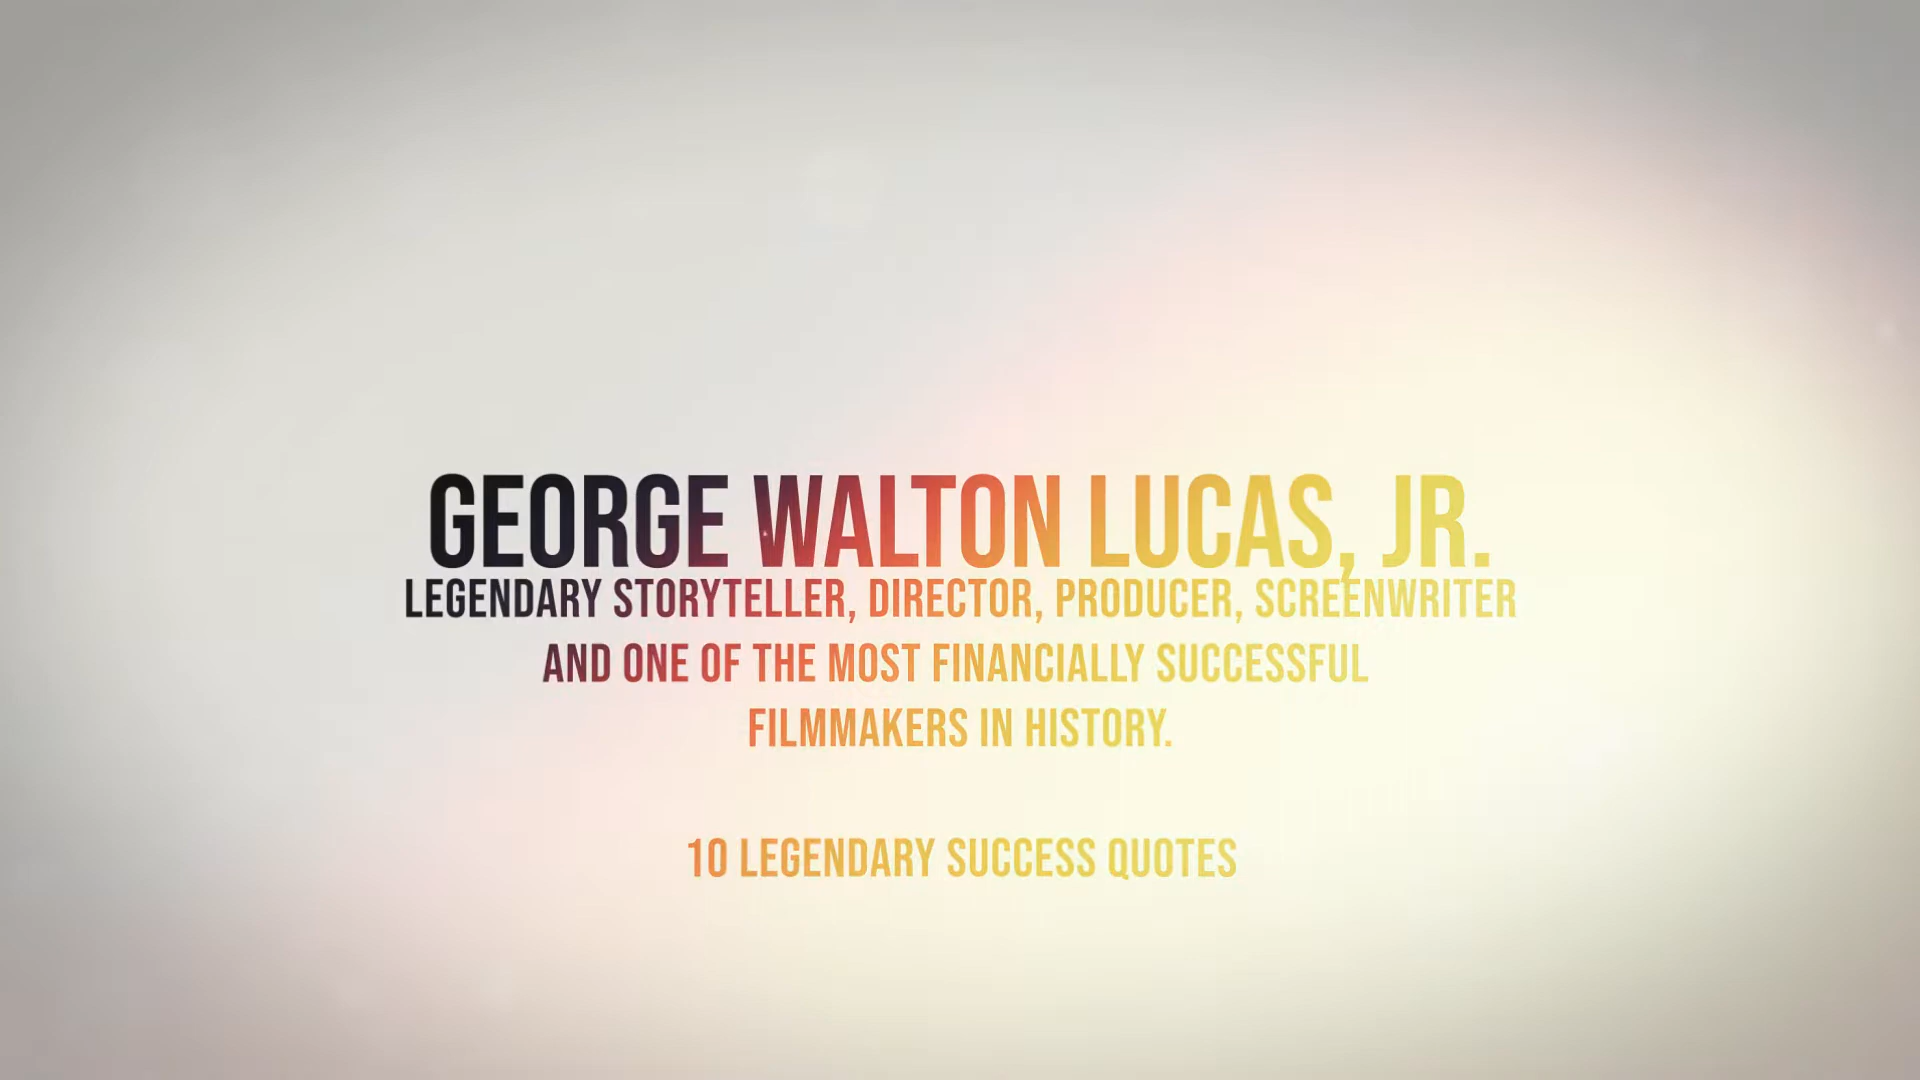 GEORGE WALTON LUCAS, JR.
LEGENDARY STORYTELLER, DIRECTOR, PRODUCER, SCREENWRITER
AND ONE OF THE MOST FINANCIALLY SUCCESSFUL
FILMMAKERS IN HISTORY.
10 LEGENDARY SUCCESS QUOTES